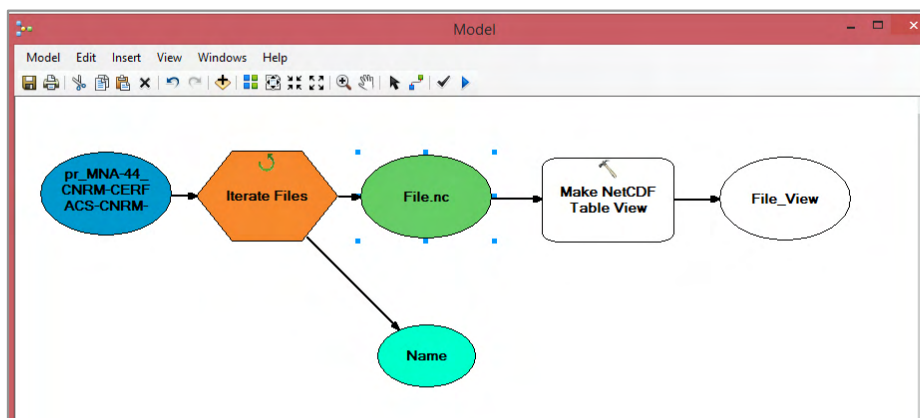 Model
Model Edit Insert View Windows Help
pr_MNA-44_
CNRM-CERF
ACS-CNRM-
Iterate Files
File.nc
Make NetCDF
Table View
File_View
Name